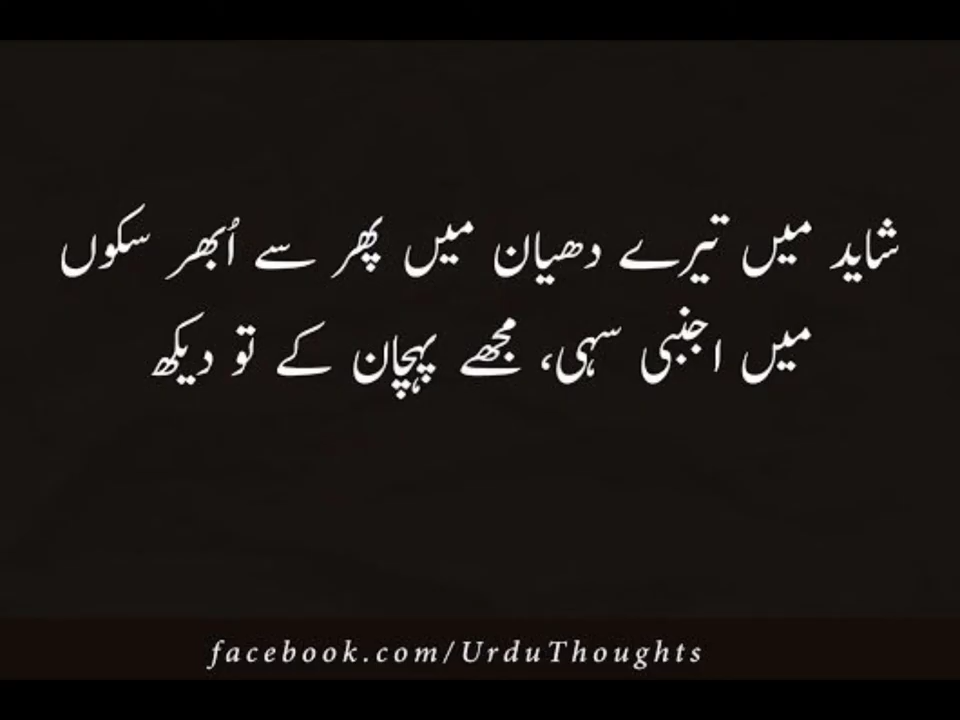 شاید میں تیرے دھیان میں پھر سے اُبھر سکوں
میں اجنبی سہی، مجھے پہچان کے تو دیکھ
facebook.com/UrduThoughts